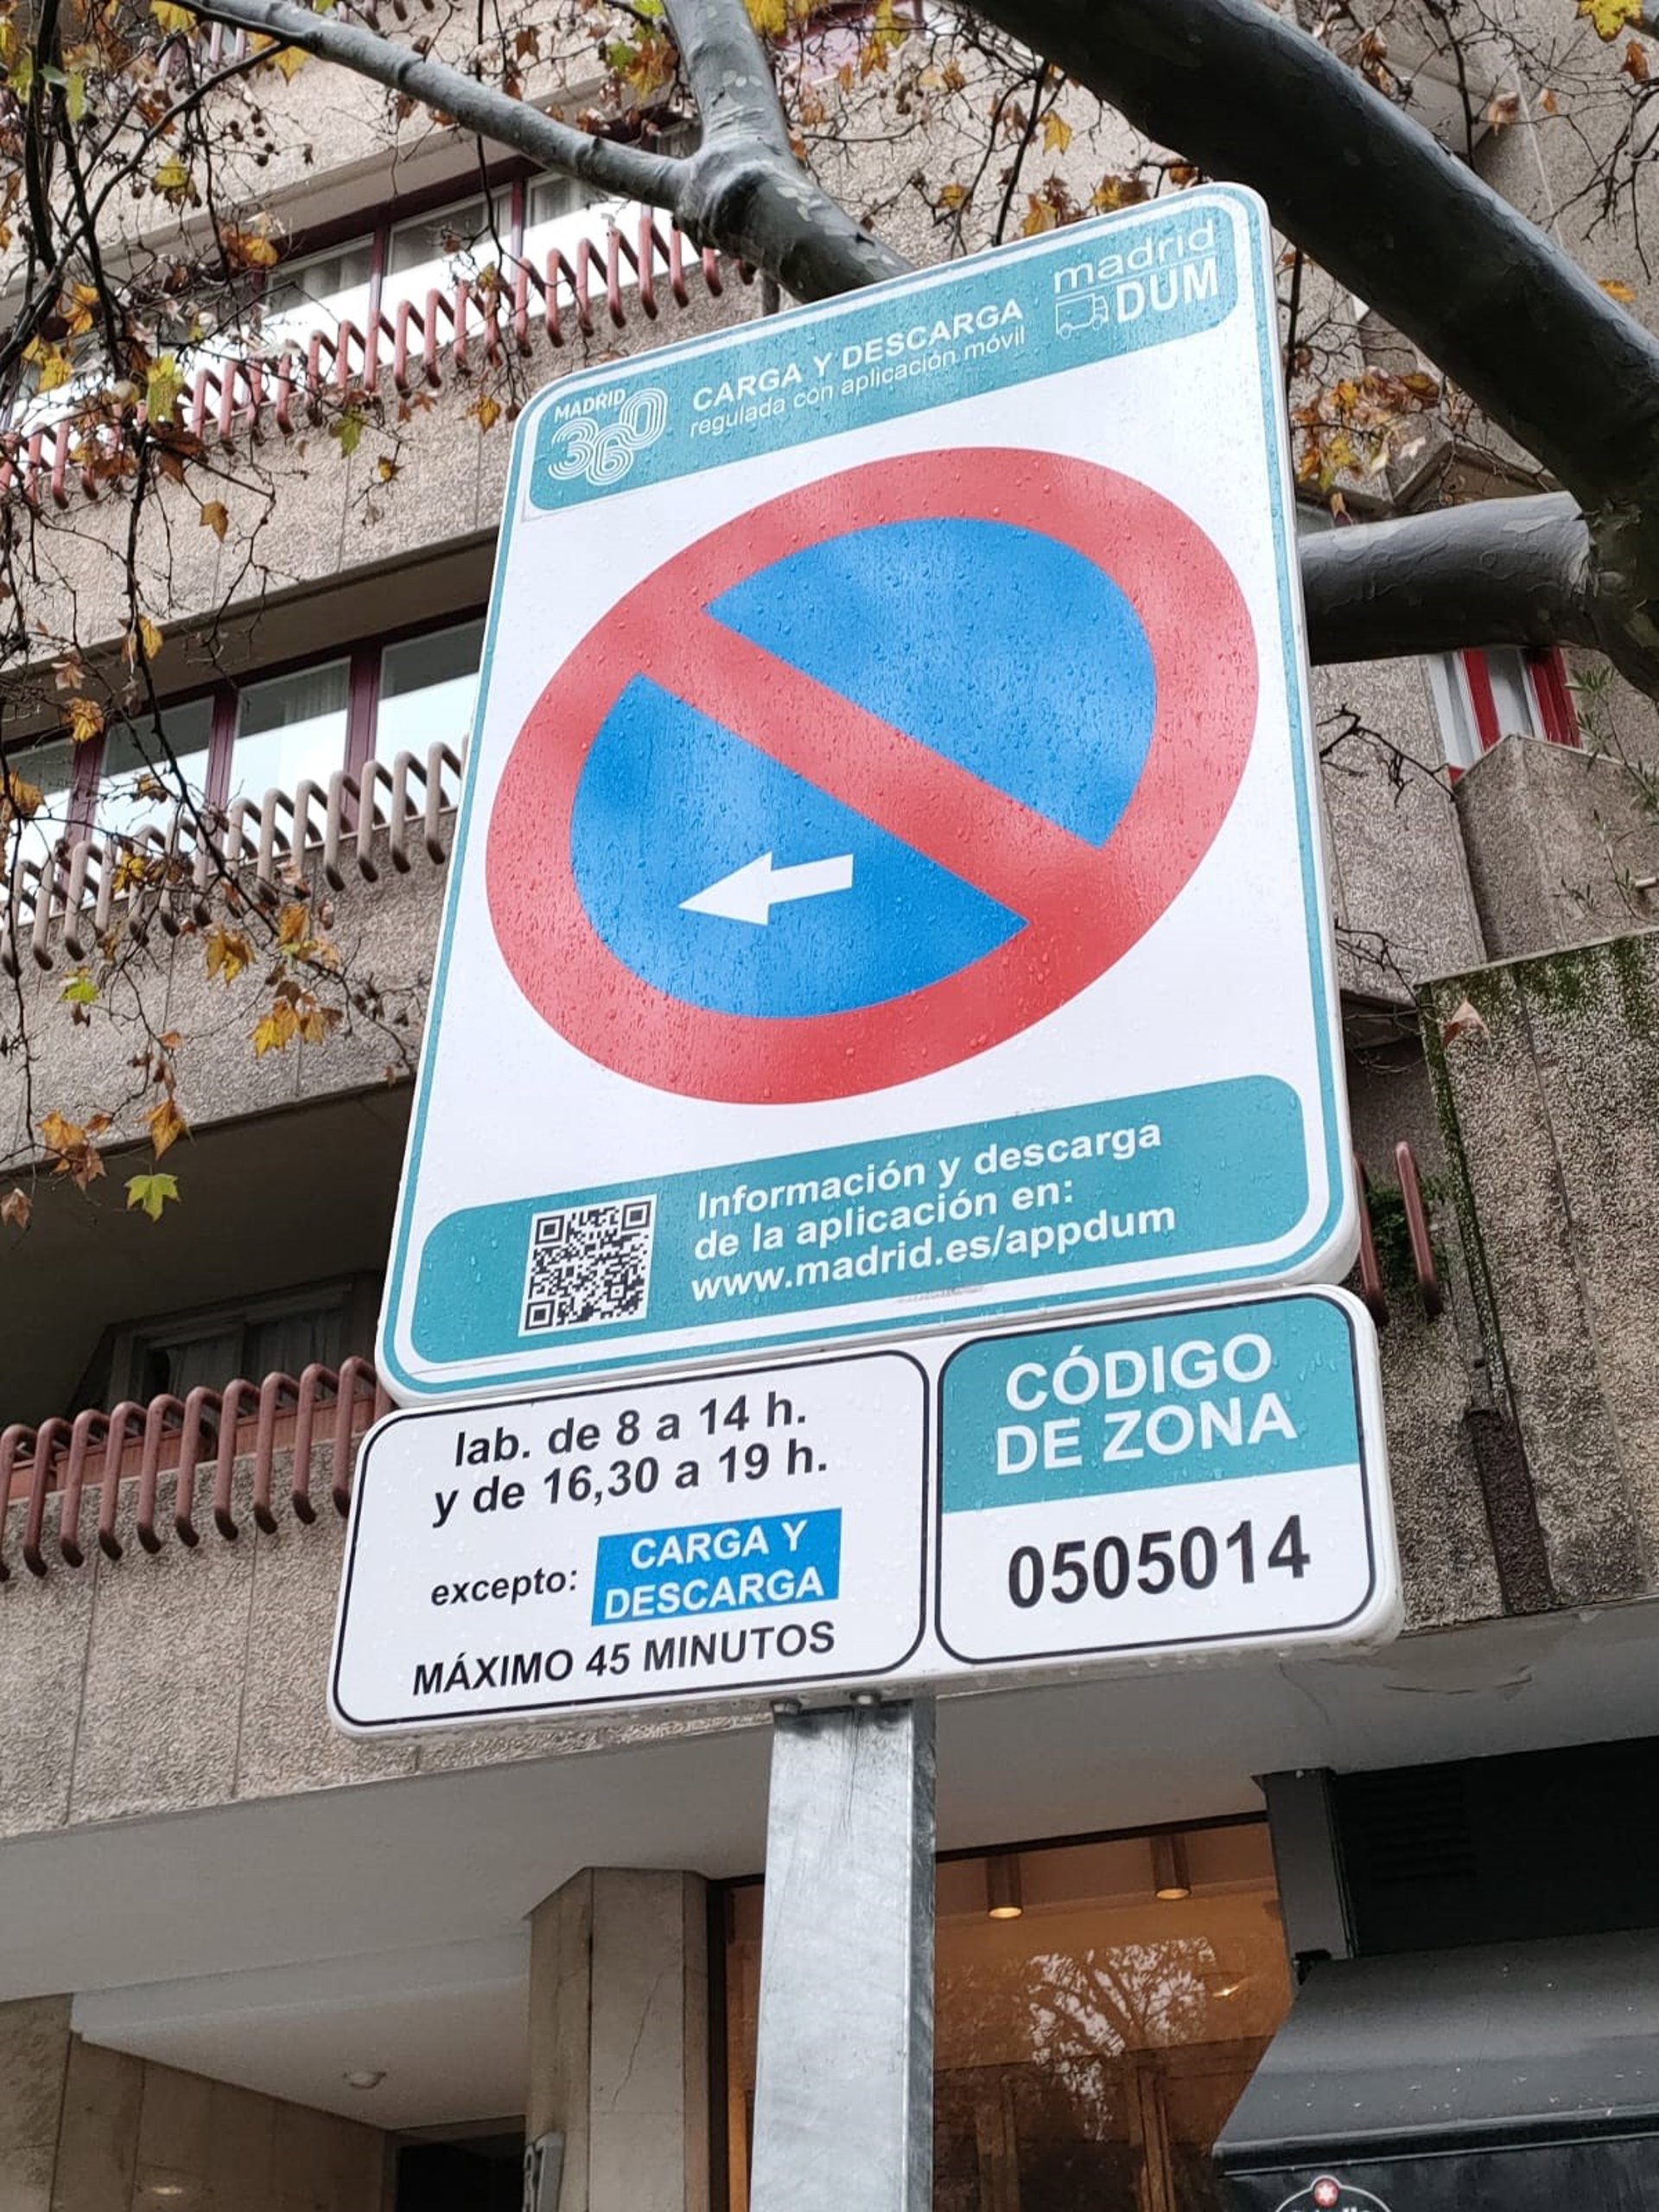 MADRID
360
CARGA Y DESCARGA
regulada con aplicación móvil
madrid
DUM
Información y descarga
de la aplicación en:
www.madrid.es/appdum
lab. de 8 a 14 h.
y de 16,30 a 19 h.
excepto:
CARGA Y
DESCARGA
MÁXIMO 45 MINUTOS
CÓDIGO
DE ZONA
0505014